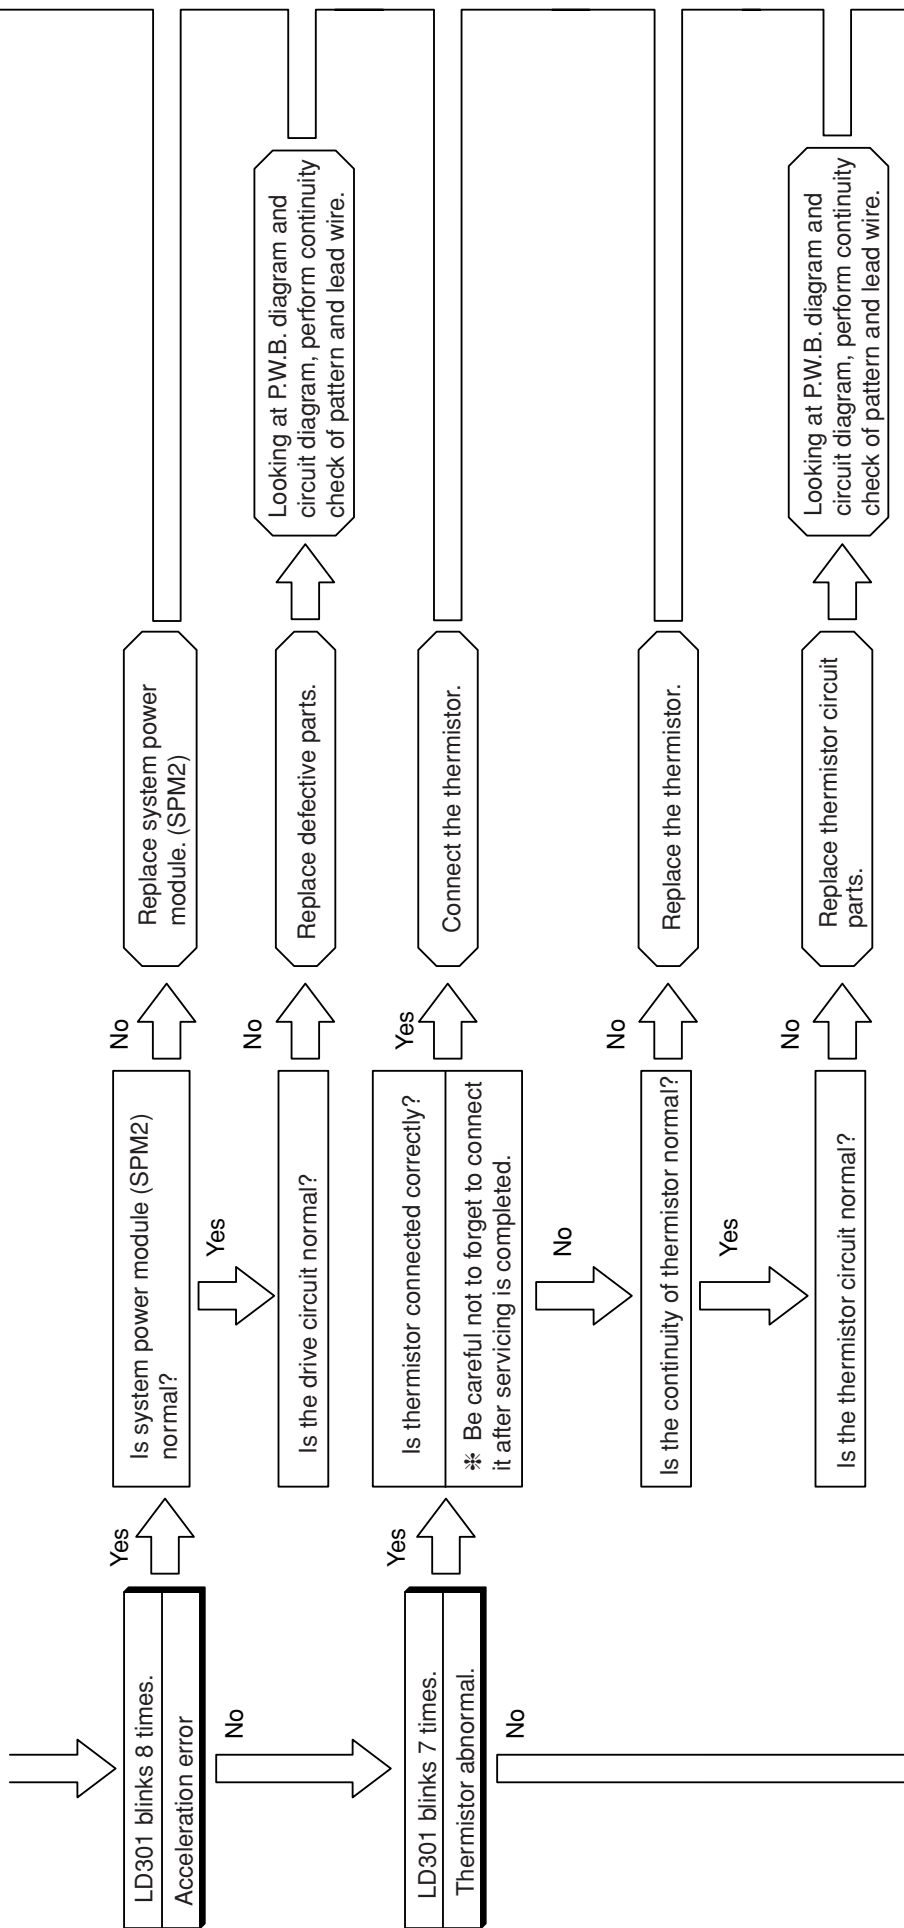 LD301 blinks 8 times.
Acceleration error
Yes
Is system power module (SPM2)
normal?
No
Replace system power
module. (SPM2)
Yes
Is the drive circuit normal?
No
Replace defective parts.
Looking at P.W.B. diagram and
circuit diagram, perform continuity
check of pattern and lead wire.
No
LD301 blinks 7 times.
Thermistor abnormal.
Yes
Is thermistor connected correctly?
❇ Be careful not to forget to connect
it after servicing is completed.
Yes
Connect the thermistor.
No
Is the continuity of thermistor normal?
No
Replace the thermistor.
Yes
Is the thermistor circuit normal?
No
Replace thermistor circuit
parts.
Looking at P.W.B. diagram and
circuit diagram, perform continuity
check of pattern and lead wire.
No